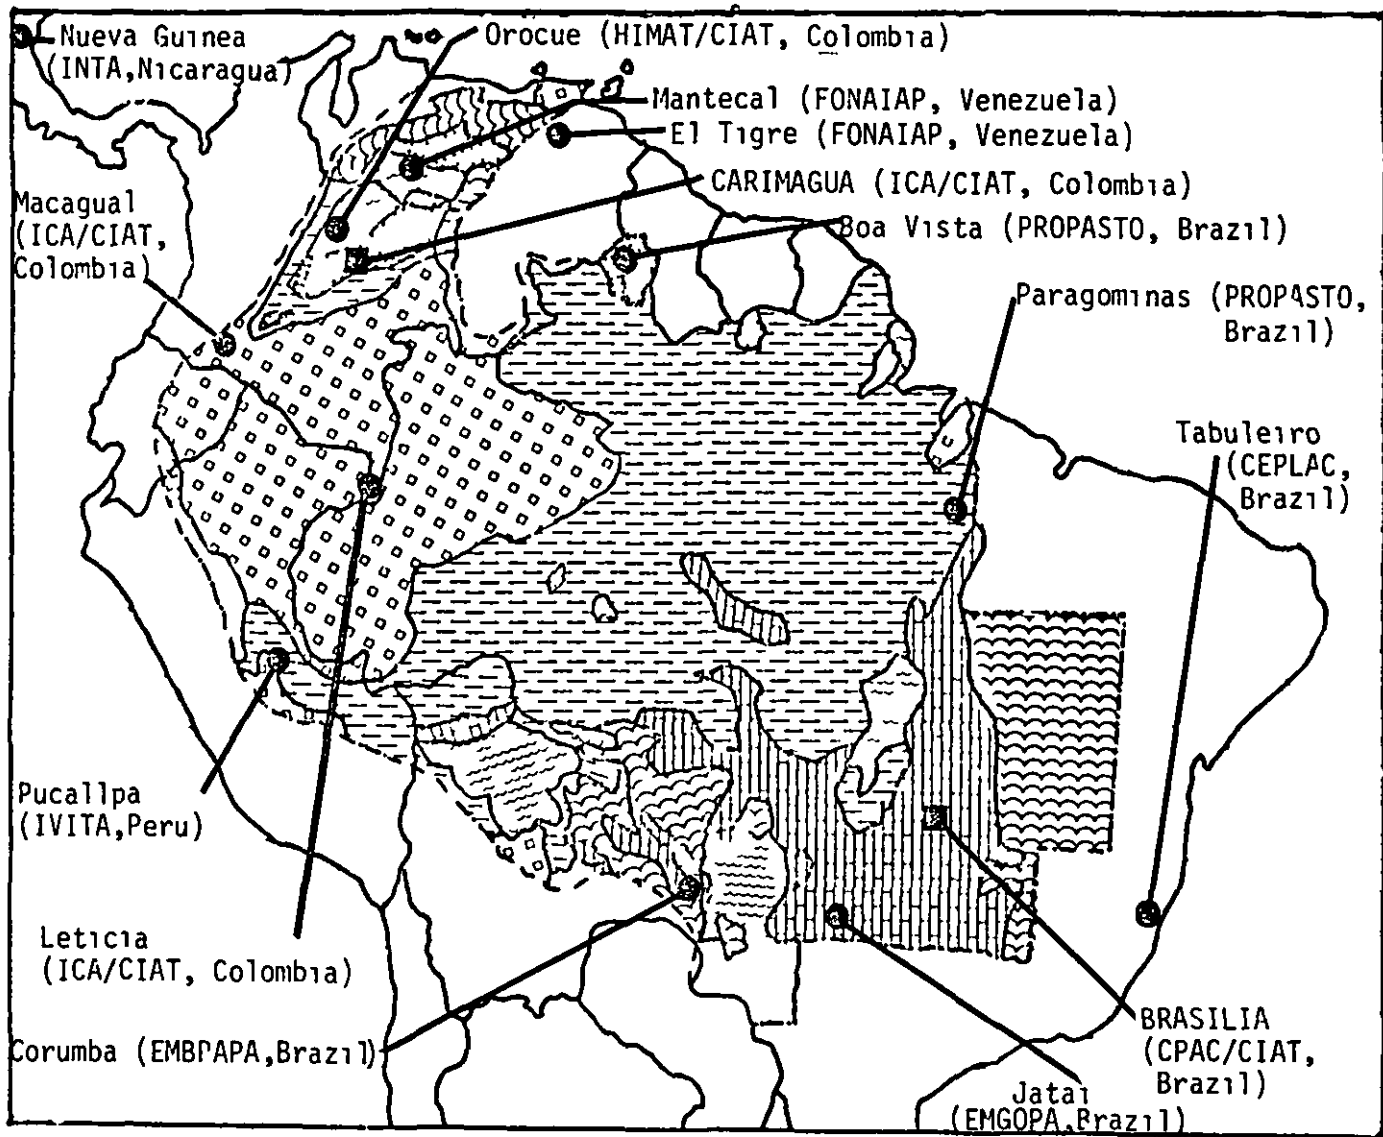 Nueva Guinea
(INTA,Nicaragua)
Orocue (HIMAT/CIAT, Colombia)
Mantecal (FONAIAP, Venezuela)
El Tigre (FONAIAP, Venezuela)
CARIMAGUA (ICA/CIAT, Colombia)
Macagual
(ICA/CIAT,
Colombia)
Boa Vista (PROPASTO, Brazil)
Paragominas (PROPASTO,
Brazil)
Tabuleiro
(CEPLAC,
Brazil)
Pucallpa
(IVITA,Peru)
Leticia
(ICA/CIAT, Colombia)
Corumba (EMBPAPA,Brazil)
BRASILIA
(CPAC/CIAT,
Brazil)
Jatai
(EMGOPA,Brazil)